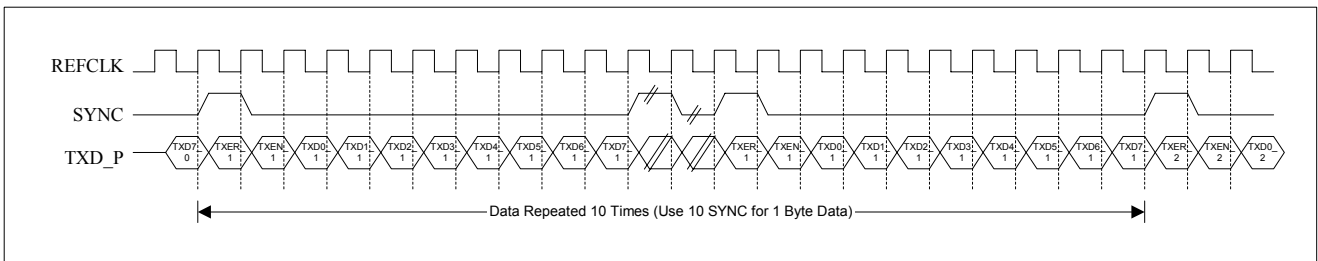 REFCLK
SYNC
TXD_P TXD7_0 TXER_1 TXEN_1 TXD0_1 TXD1_1 TXD2_1 TXD3_1 TXD4_1 TXD5_1 TXD6_1 TXD7_1 TXER_1 TXEN_1 TXD0_1 TXD1_1 TXD2_1 TXD3_1 TXD4_1 TXD5_1 TXD6_1 TXD7_1 TXER_2 TXEN_2 TXD0_2
Data Repeated 10 Times (Use 10 SYNC for 1 Byte Data)